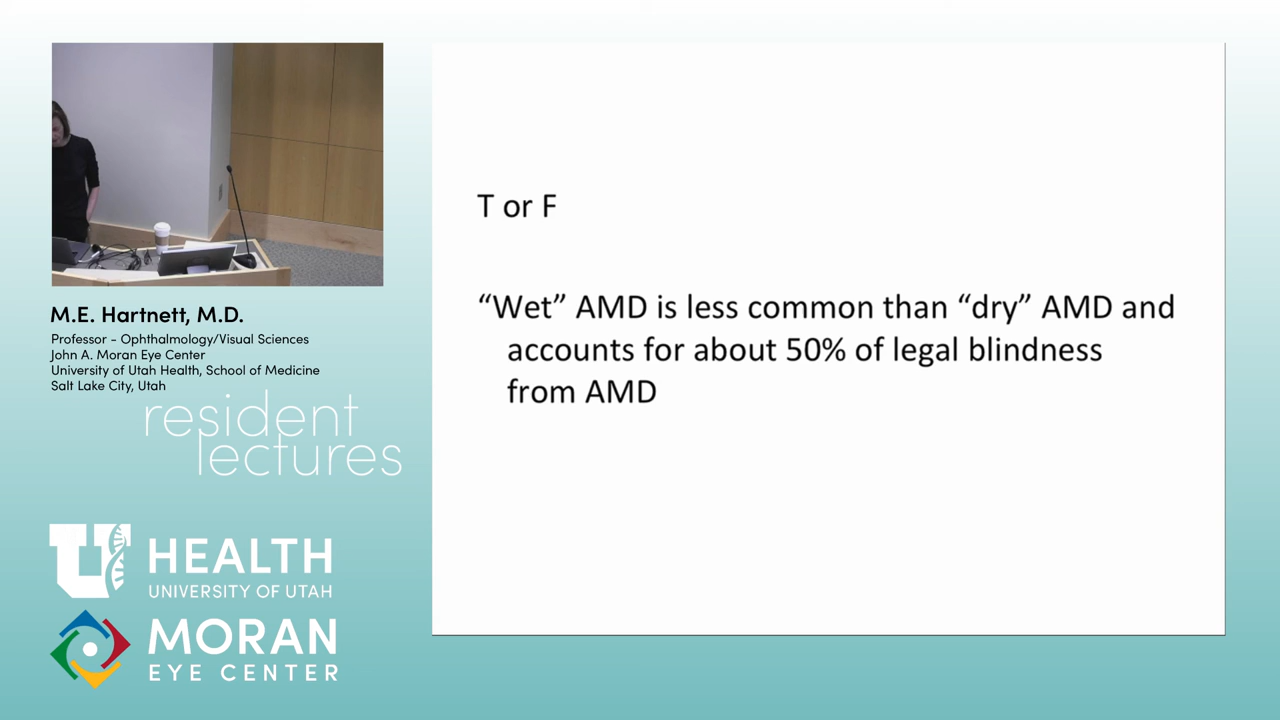 M.E. Hartnett, M.D.
Professor - Ophthalmology/Visual Sciences
John A. Moran Eye Center
University of Utah Health, School of Medicine
Salt Lake City, Utah
resident
lectures
U HEALTH
UNIVERSITY OF UTAH
MORAN
EYE CENTER
T or F
“Wet” AMD is less common than “dry” AMD and
accounts for about 50% of legal blindness
from AMD